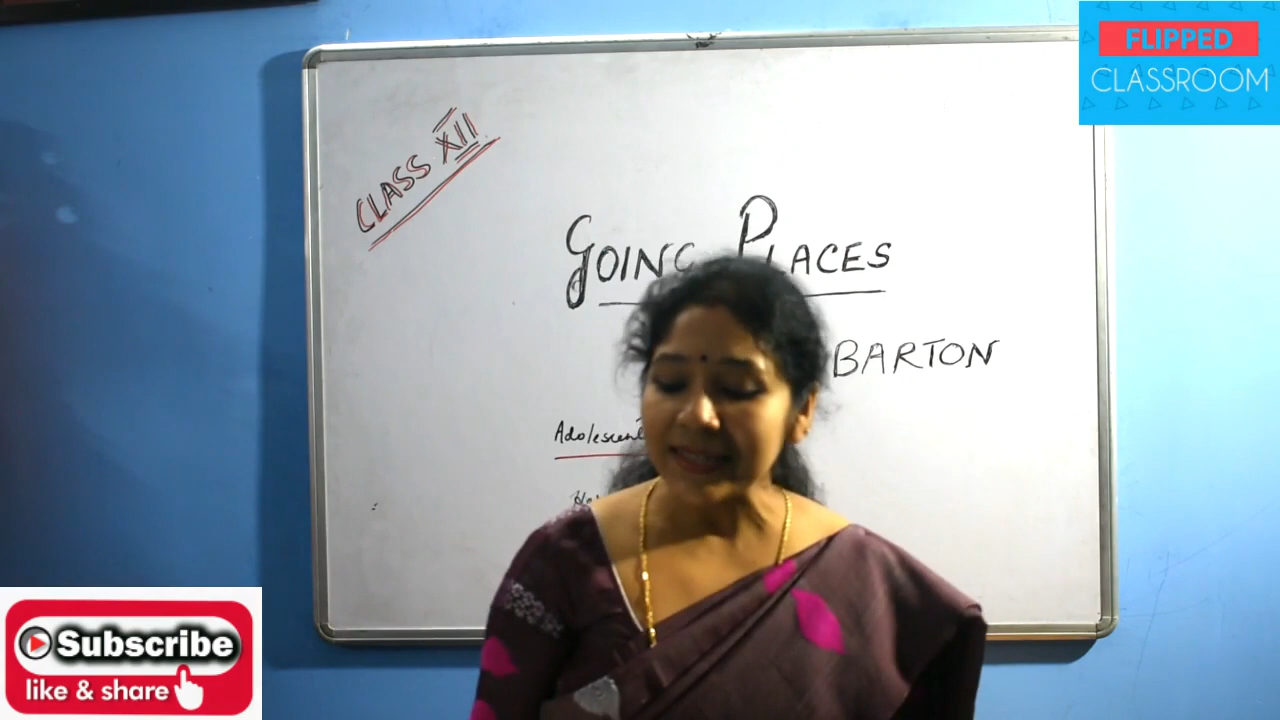 FLIPPED
CLASSROOM
CLASS XII
GOING PLACES
BARTON
Subscribe
like & share